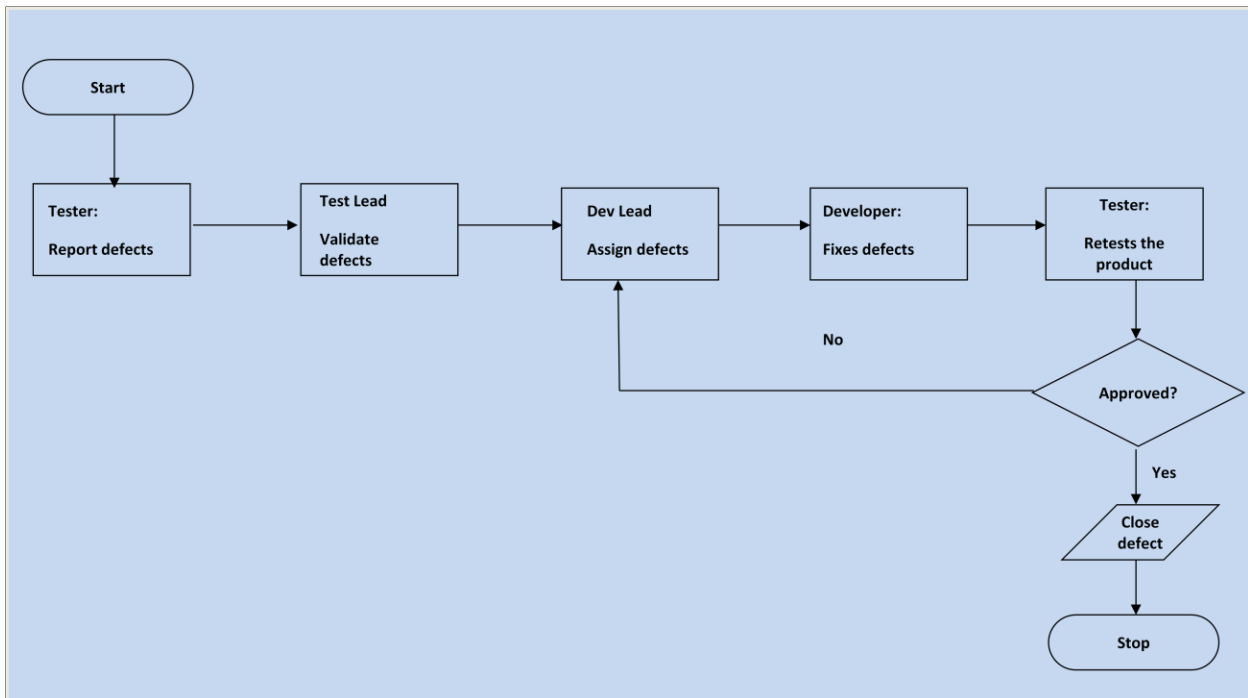 Start
Tester:
Report defects
Test Lead
Validate
defects
Dev Lead
Assign defects
Developer:
Fixes defects
Tester:
Retests the
product
No
Approved?
Yes
Close
defect
Stop